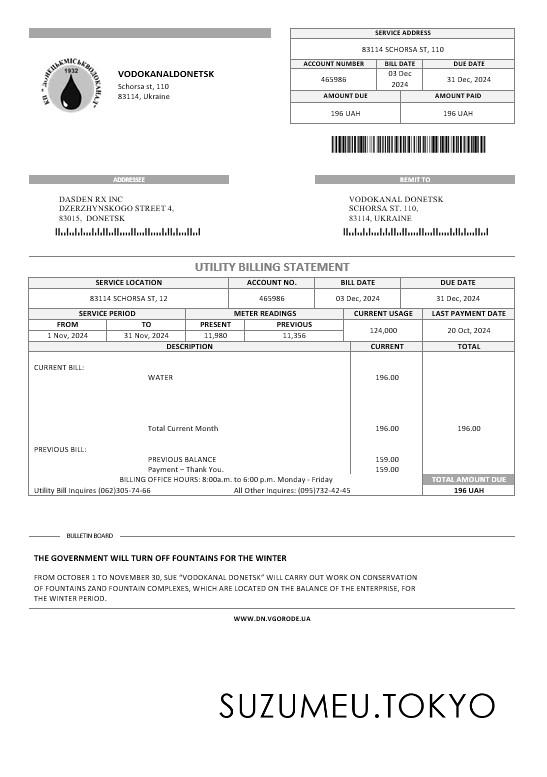 SERVICE ADDRESS
83114 SCHORSA ST, 110
ACCOUNT NUMBER BILL DATE DUE DATE
465986 03 Dec 2024 31 Dec, 2024
AMOUNT DUE AMOUNT PAID
196 UAH 196 UAH
КП "ДОНЕЦЬКМІСЬКВОДОКАНАЛ"
1932
VODOKANALDONETSK
Schorsa st, 110
83114, Ukraine
ADDRESSEE
DASDEN RX INC
DZERZHYNSKOGO STREET 4,
83015, DONETSK
REMIT TO
VODOKANAL DONETSK
SCHORSA ST. 110,
83114, UKRAINE
UTILITY BILLING STATEMENT
SERVICE LOCATION ACCOUNT NO. BILL DATE DUE DATE
83114 SCHORSA ST, 12 465986 03 Dec, 2024 31 Dec, 2024
SERVICE PERIOD METER READINGS CURRENT USAGE LAST PAYMENT DATE
FROM TO PRESENT PREVIOUS 124,000 20 Oct, 2024
1 Nov, 2024 31 Nov, 2024 11,980 11,356
DESCRIPTION CURRENT TOTAL
CURRENT BILL:
WATER 196.00
Total Current Month 196.00 196.00
PREVIOUS BILL:
PREVIOUS BALANCE 159.00
Payment – Thank You. 159.00
BILLING OFFICE HOURS: 8:00a.m. to 6:00 p.m. Monday - Friday TOTAL AMOUNT DUE
Utility Bill Inquires (062)305-74-66 All Other Inquires: (095)732-42-45 196 UAH
BULLETIN BOARD
THE GOVERNMENT WILL TURN OFF FOUNTAINS FOR THE WINTER
FROM OCTOBER 1 TO NOVEMBER 30, SUE "VODOKANAL DONETSK" WILL CARRY OUT WORK ON CONSERVATION
OF FOUNTAINS ZAND FOUNTAIN COMPLEXES, WHICH ARE LOCATED ON THE BALANCE OF THE ENTERPRISE, FOR
THE WINTER PERIOD.
WWW.DN.VGORODE.UA
SUZUMEU.TOKYO